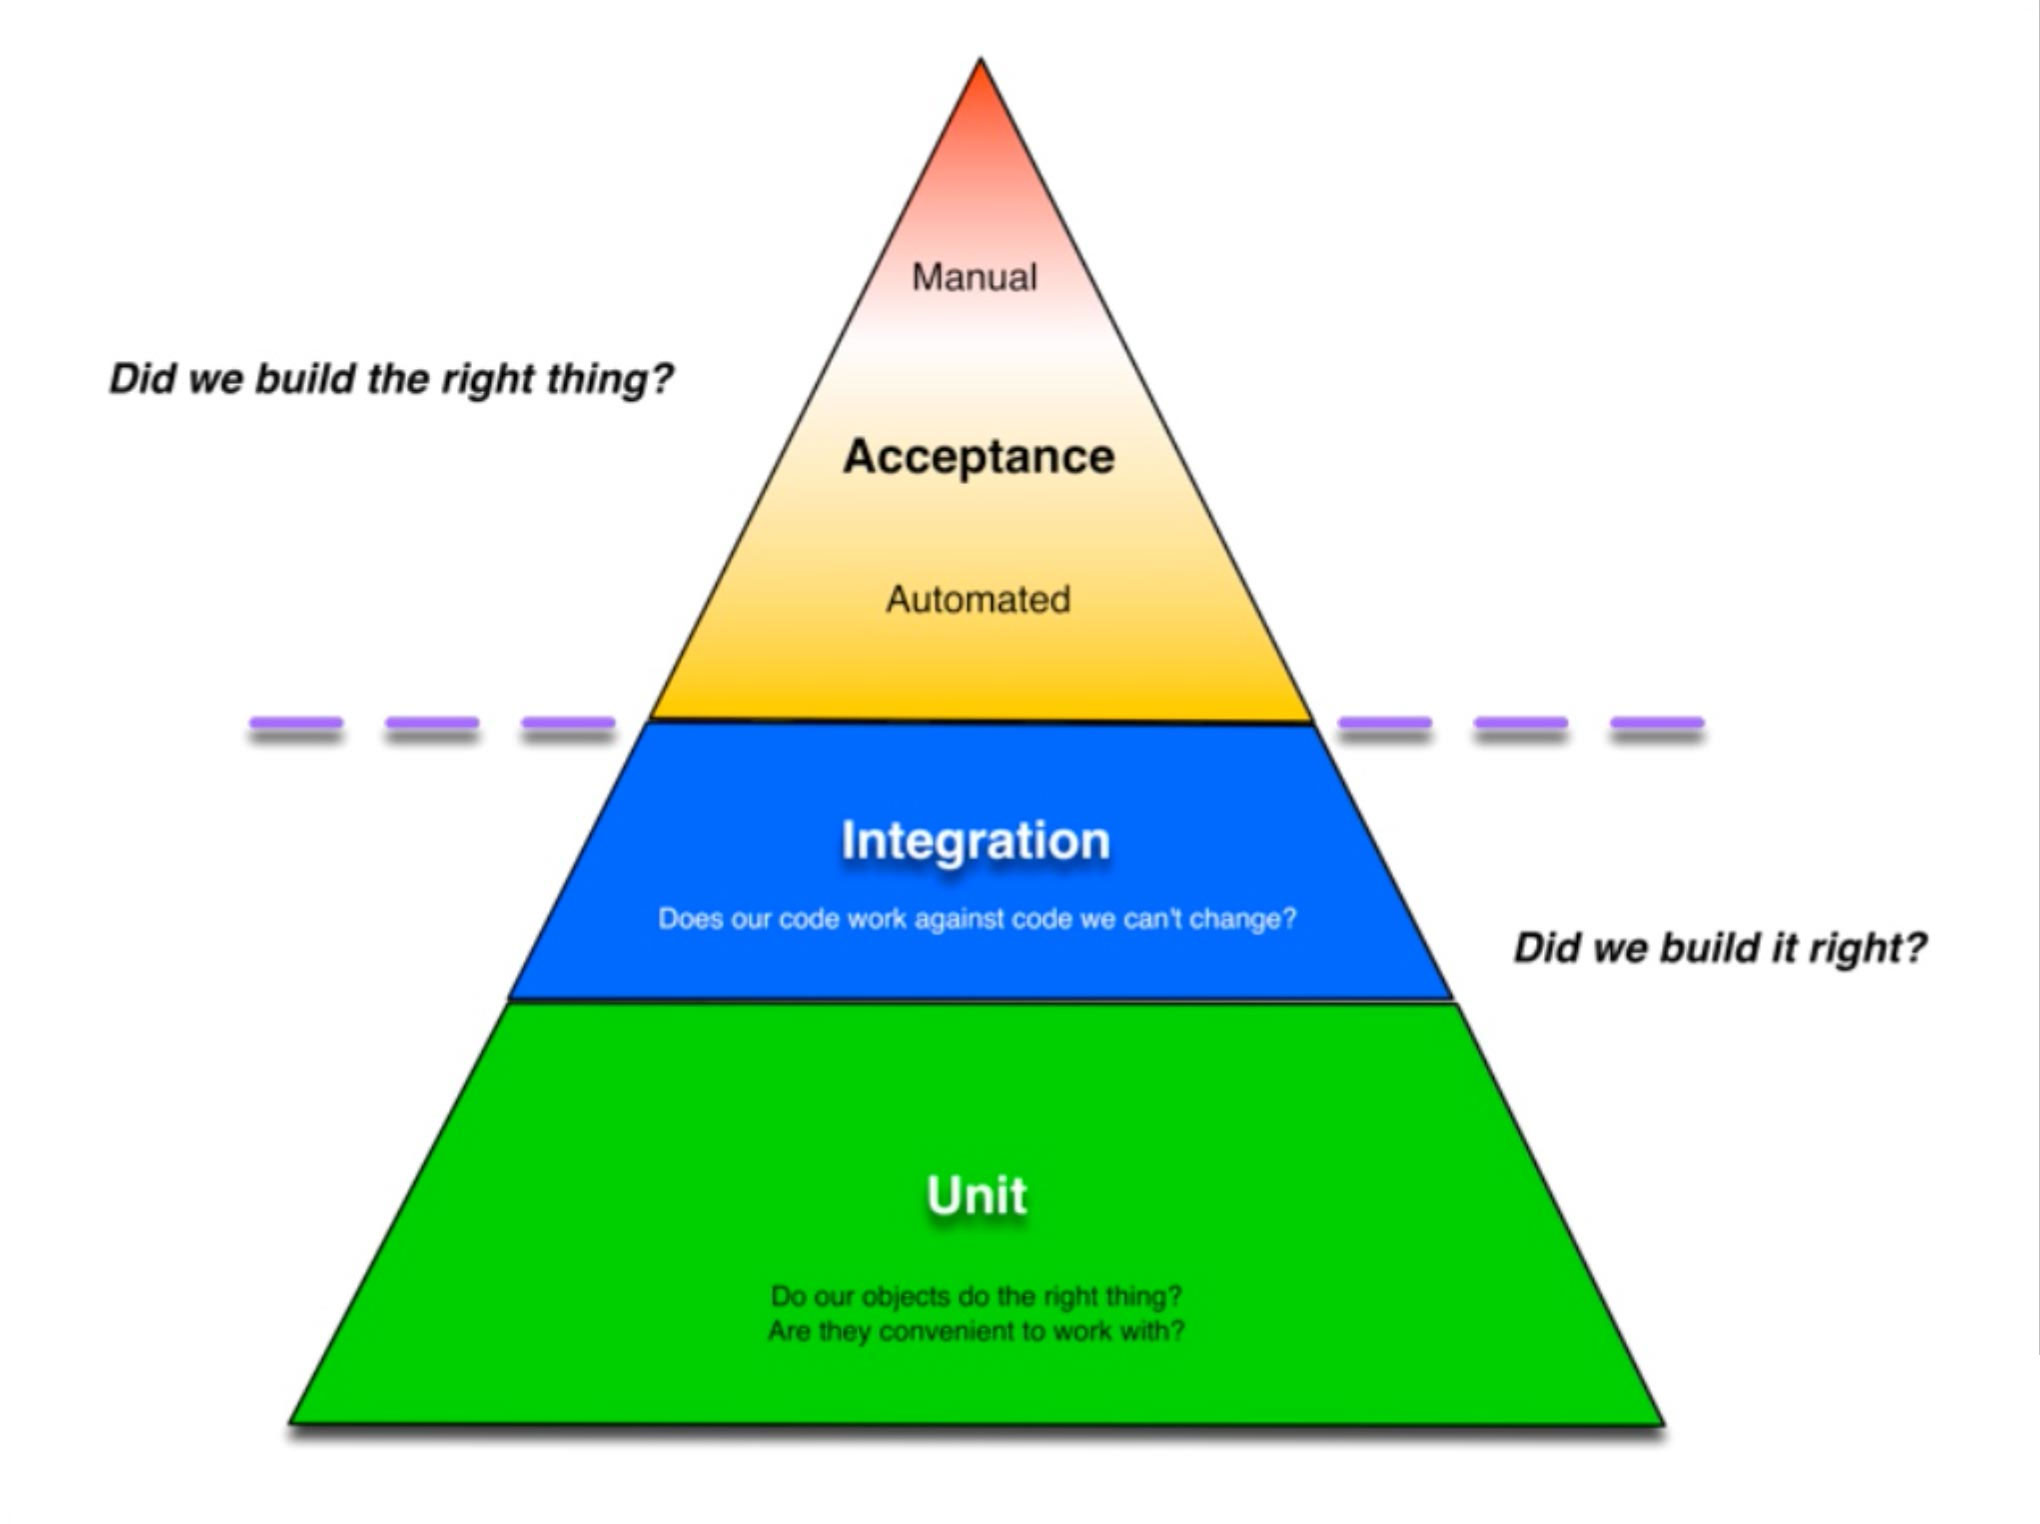 Manual
Did we build the right thing?
Acceptance
Automated
Integration
Does our code work against code we can't change?
Did we build it right?
Unit
Do our objects do the right thing?
Are they convenient to work with?